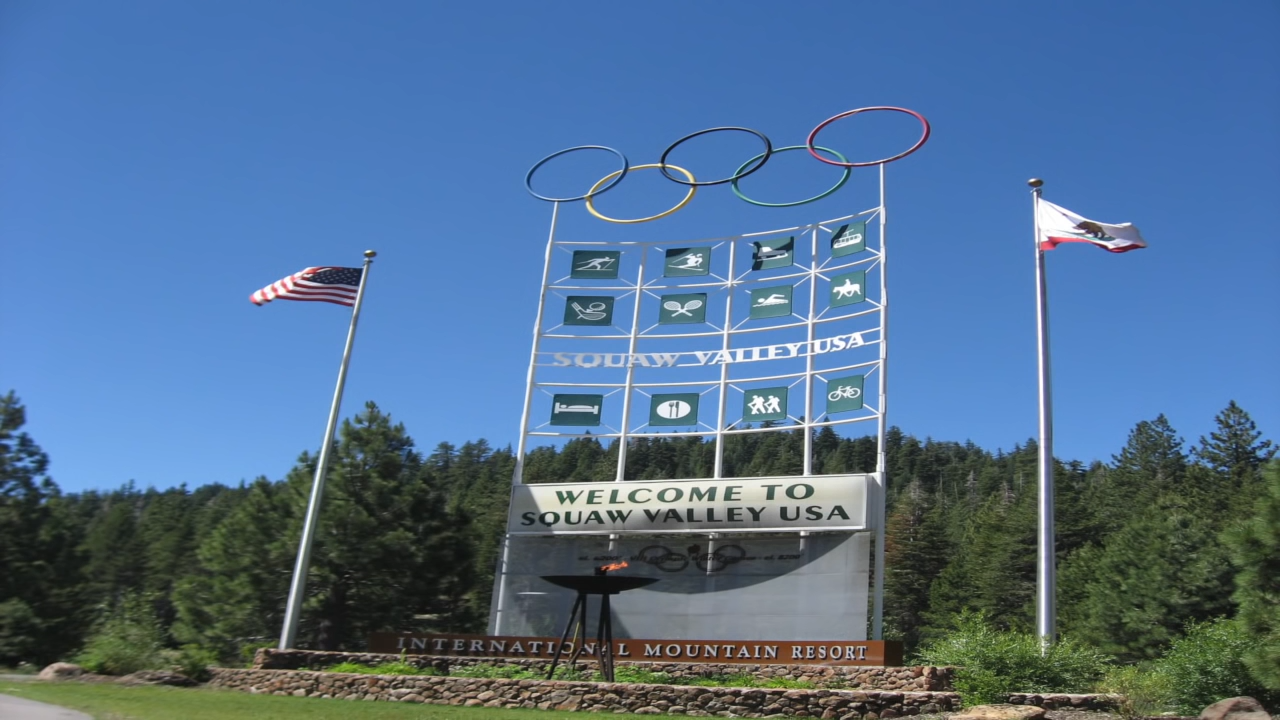 SQUAW VALLEY USA
WELCOME TO
SQUAW VALLEY USA
INTERNATIONAL MOUNTAIN RESORT